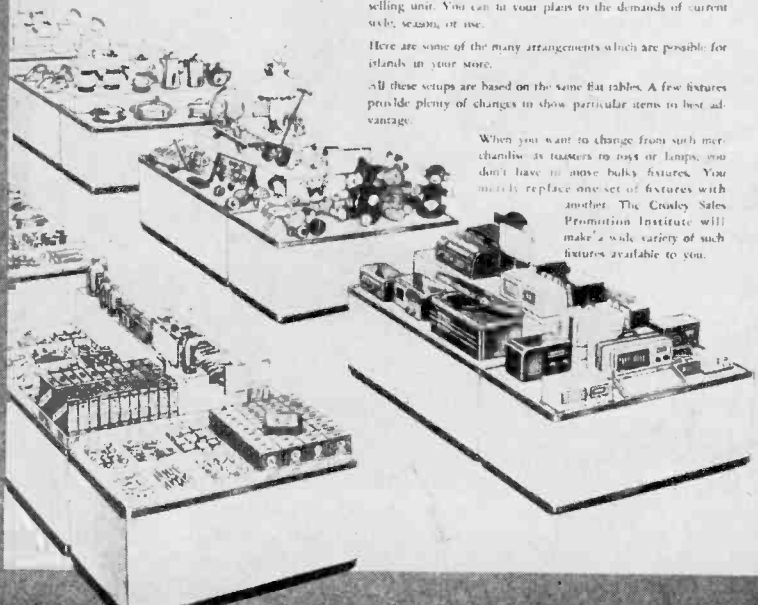 selling unit. You can fit your plans to the demands of current
style, season, or use.
Here are some of the many arrangements which are possible for
islands in your store.
All these setups are based on the same flat tables. A few fixtures
provide plenty of changes to show particular items to best ad-
vantage.
When you want to change from such mer-
chandise as toasters to toys or lamps, you
don't have to move bulky fixtures. You
merely replace one set of fixtures with
another. The Crosley Sales
Promotion Institute will
make a wide variety of such
fixtures available to you.